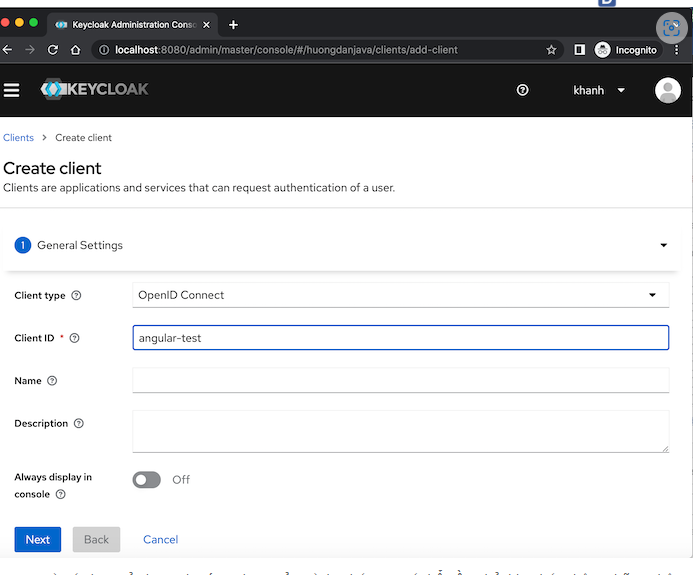 Keycloak Administration Conso
localhost:8080/admin/master/console/#/huongdanjava/clients/add-client
Incognito
KEYCLOAK
khanh
Clients > Create client
Create client
Clients are applications and services that can request authentication of a user.
1 General Settings
Client type
OpenID Connect
Client ID *
angular-test
Name
Description
Always display in
console
Off
Next Back Cancel